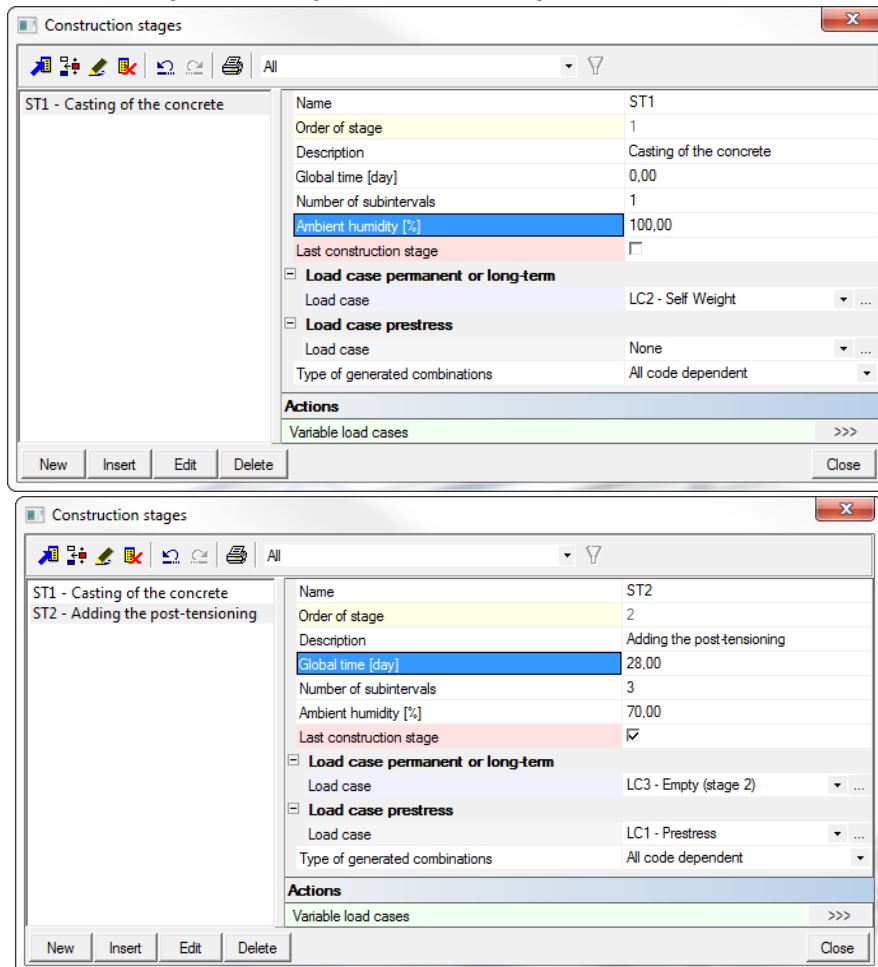 Construction stages
All
ST1 - Casting of the concrete
Name ST1
Order of stage 1
Description Casting of the concrete
Global time [day] 0,00
Number of subintervals 1
Ambient humidity [%] 100,00
Last construction stage
Load case permanent or long-term
Load case LC2 - Self Weight ...
Load case prestress
Load case None ...
Type of generated combinations All code dependent
Actions
Variable load cases >>>
New Insert Edit Delete Close
Construction stages
All
ST1 - Casting of the concrete
ST2 - Adding the post-tensioning
Name ST2
Order of stage 2
Description Adding the post-tensioning
Global time [day] 28,00
Number of subintervals 3
Ambient humidity [%] 70,00
Last construction stage
Load case permanent or long-term
Load case LC3 - Empty (stage 2) ...
Load case prestress
Load case LC1 - Prestress ...
Type of generated combinations All code dependent
Actions
Variable load cases >>>
New Insert Edit Delete Close